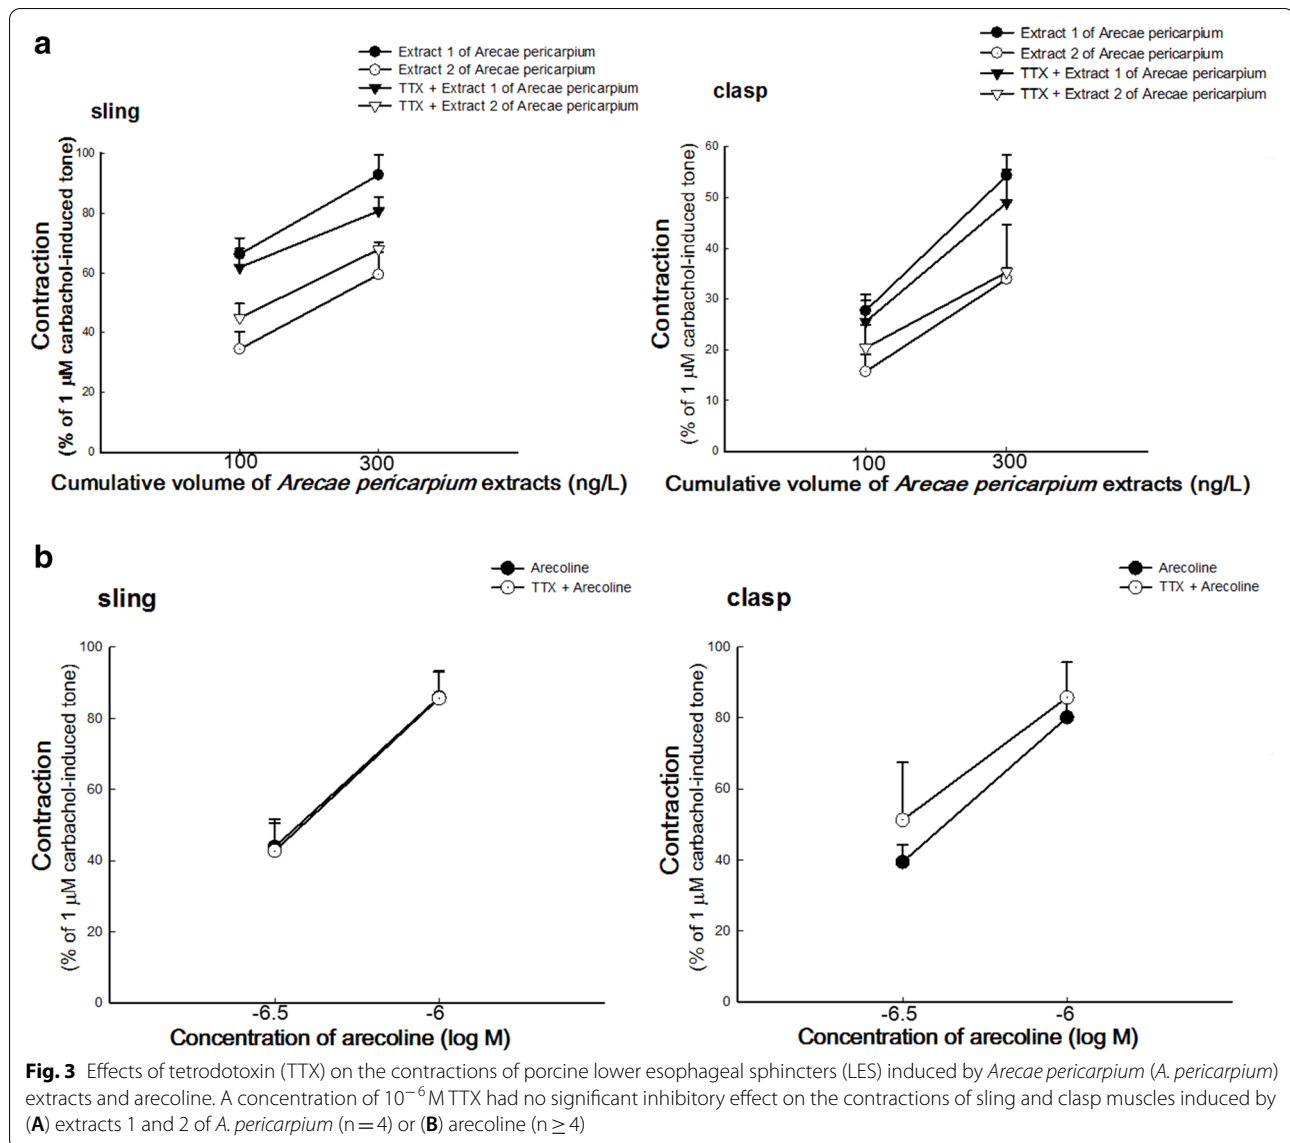 a
Extract 1 of Arecae pericarpium
Extract 2 of Arecae pericarpium
TTX + Extract 1 of Arecae pericarpium
TTX + Extract 2 of Arecae pericarpium
sling
100
80
60
40
20
0
Contraction
(% of 1 μM carbachol-induced tone)
100
300
Cumulative volume of Arecae pericarpium extracts (ng/L)
Extract 1 of Arecae pericarpium
Extract 2 of Arecae pericarpium
TTX + Extract 1 of Arecae pericarpium
TTX + Extract 2 of Arecae pericarpium
clasp
60
50
40
30
20
10
0
Contraction
(% of 1 μM carbachol-induced tone)
100
300
Cumulative volume of Arecae pericarpium extracts (ng/L)
b
Arecoline
TTX + Arecoline
sling
100
80
60
40
20
0
Contraction
(% of 1 μM carbachol-induced tone)
-6.5
-6
Concentration of arecoline (log M)
Arecoline
TTX + Arecoline
clasp
100
80
60
40
20
0
Contraction
(% of 1 μM carbachol-induced tone)
-6.5
-6
Concentration of arecoline (log M)
Fig. 3 Effects of tetrodotoxin (TTX) on the contractions of porcine lower esophageal sphincters (LES) induced by Arecae pericarpium (A. pericarpium)
extracts and arecoline. A concentration of 10⁻⁶ M TTX had no significant inhibitory effect on the contractions of sling and clasp muscles induced by
(A) extracts 1 and 2 of A. pericarpium (n = 4) or (B) arecoline (n ≥ 4)